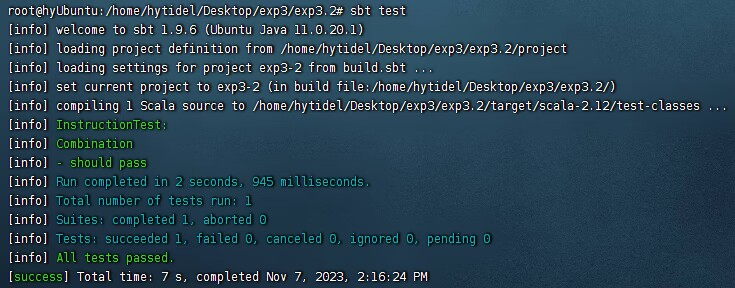 root@hyUbuntu:/home/hytidel/Desktop/exp3/exp3.2# sbt test
[info] welcome to sbt 1.9.6 (Ubuntu Java 11.0.20.1)
[info] loading project definition from /home/hytidel/Desktop/exp3/exp3.2/project
[info] loading settings for project exp3-2 from build.sbt ...
[info] set current project to exp3-2 (in build file:/home/hytidel/Desktop/exp3/exp3.2/)
[info] compiling 1 Scala source to /home/hytidel/Desktop/exp3/exp3.2/target/scala-2.12/test-classes ...
[info] InstructionTest:
[info] Combination
[info] - should pass
[info] Run completed in 2 seconds, 945 milliseconds.
[info] Total number of tests run: 1
[info] Suites: completed 1, aborted 0
[info] Tests: succeeded 1, failed 0, canceled 0, ignored 0, pending 0
[info] All tests passed.
[success] Total time: 7 s, completed Nov 7, 2023, 2:16:24 PM